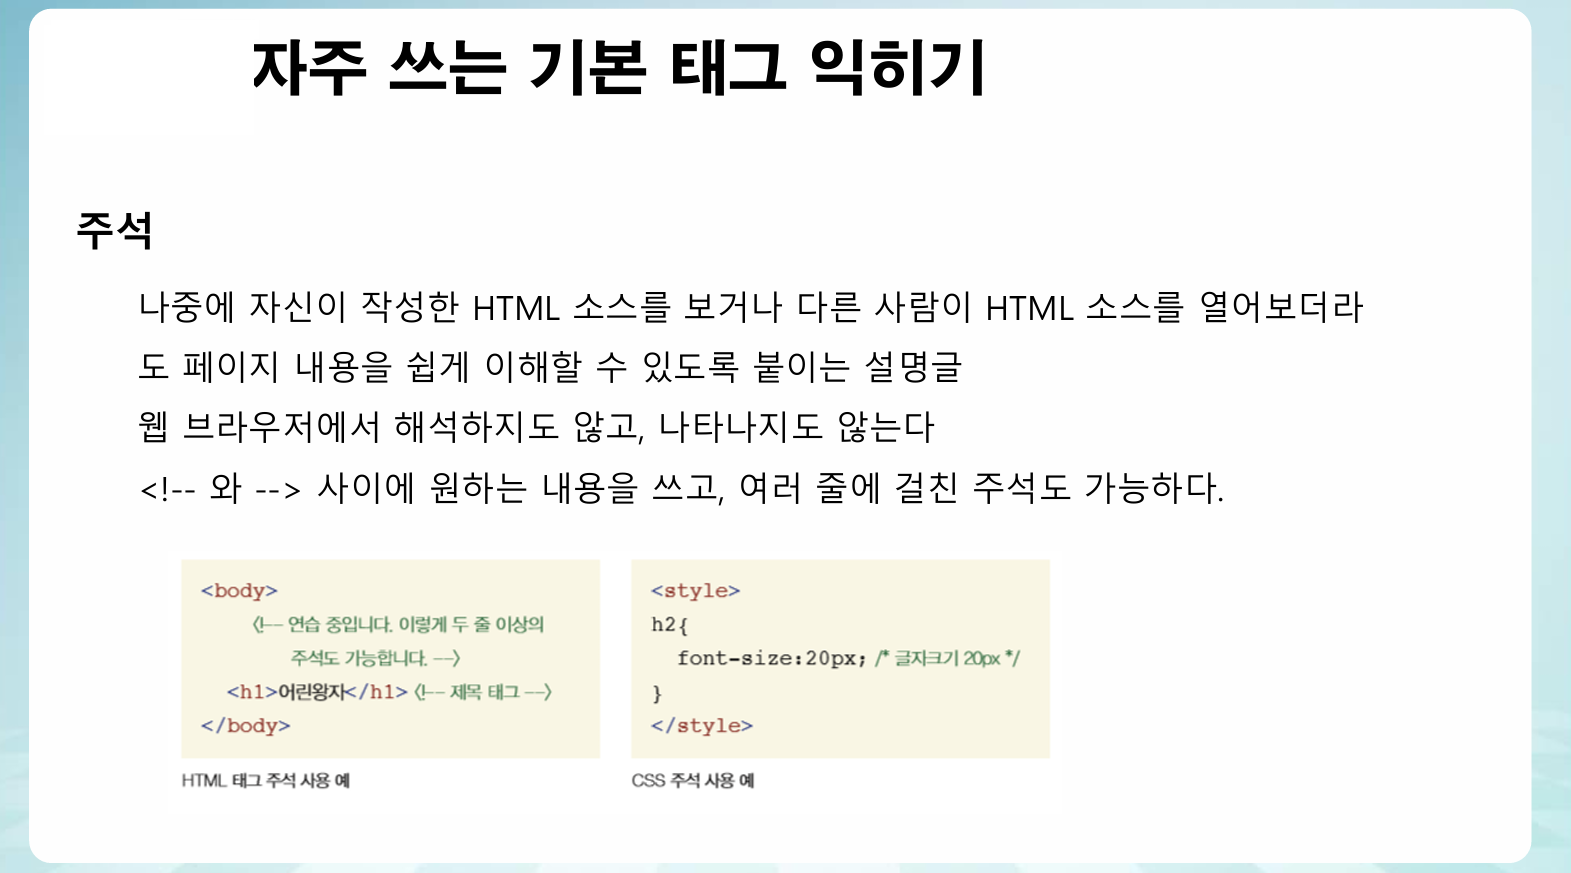 자주 쓰는 기본 태그 익히기
주석
나중에 자신이 작성한 HTML 소스를 보거나 다른 사람이 HTML 소스를 열어보더라
도 페이지 내용을 쉽게 이해할 수 있도록 붙이는 설명글
웹 브라우저에서 해석하지도 않고, 나타나지도 않는다
<!-- 와 --> 사이에 원하는 내용을 쓰고, 여러 줄에 걸친 주석도 가능하다.
<body>
<!-- 연습 중입니다. 이렇게 두 줄 이상의
주석도 가능합니다. -->
<h1>어린왕자</h1> <!-- 제목 태그 -->
</body>
HTML 태그 주석 사용 예
<style>
h2{
font-size:20px; /* 글자크기 20px */
}
</style>
CSS 주석 사용 예